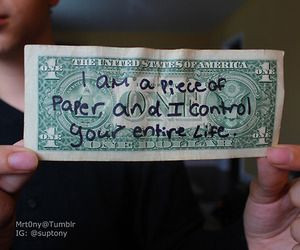 THE UNITED STATES OF AMERICA
I am a piece of
Paper and I control
your entire Life.
ONE DOLLAR
Mrt0ny@Tumblr
IG: @suptony